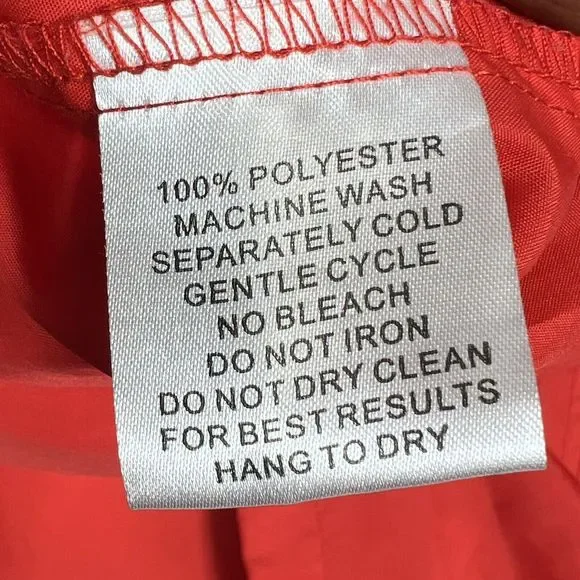 100% POLYESTER
MACHINE WASH
SEPARATELY COLD
GENTLE CYCLE
NO BLEACH
DO NOT IRON
DO NOT DRY CLEAN
FOR BEST RESULTS
HANG TO DRY